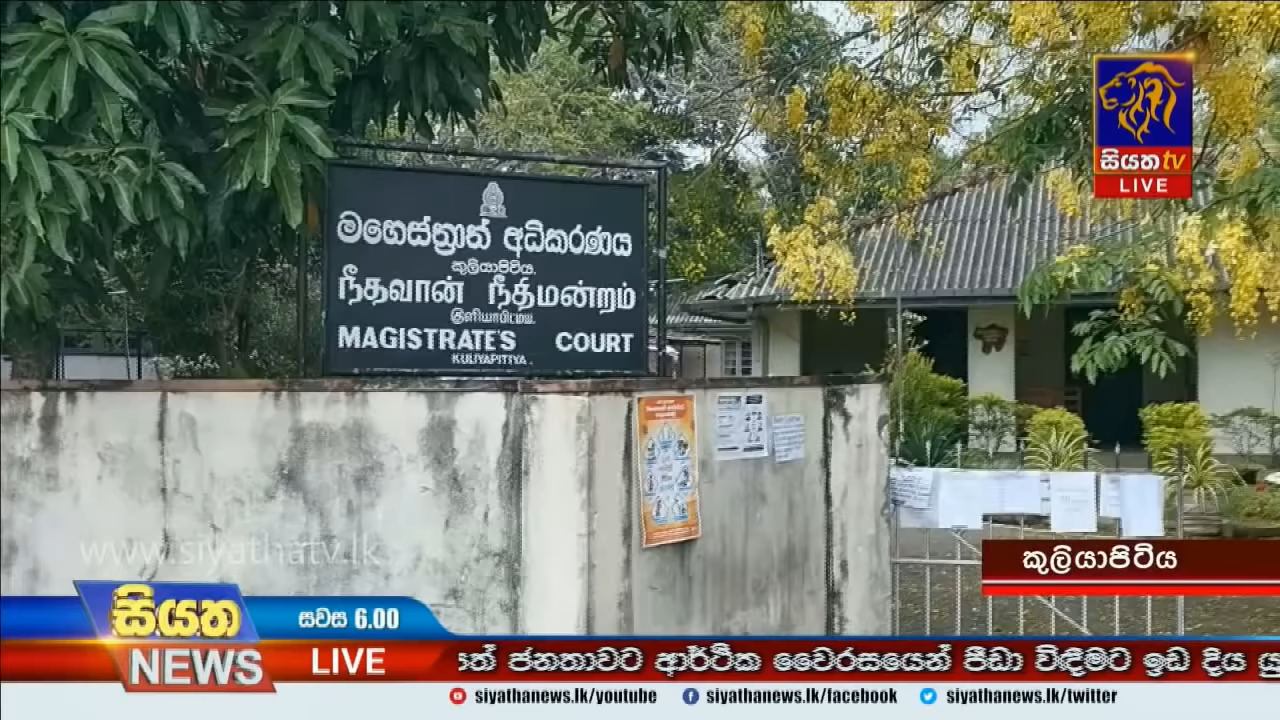 සියත tv
LIVE
මහෙස්ත්‍රාත් අධිකරණය
කුලියාපිටිය.
நீதவான் நீதிமன்றம்
குளியாபிட்டிய.
MAGISTRATE'S COURT
KULIYAPITIYA.
www.siyathatv.lk
කුලියාපිටිය
සියත
NEWS
සවස 6.00
LIVE
ජනතාවට ආර්ථික වෛරසයෙන් පීඩා විඳීමට ඉඩ දිය
siyathanews.lk/youtube
siyathanews.lk/facebook
siyathanews.lk/twitter